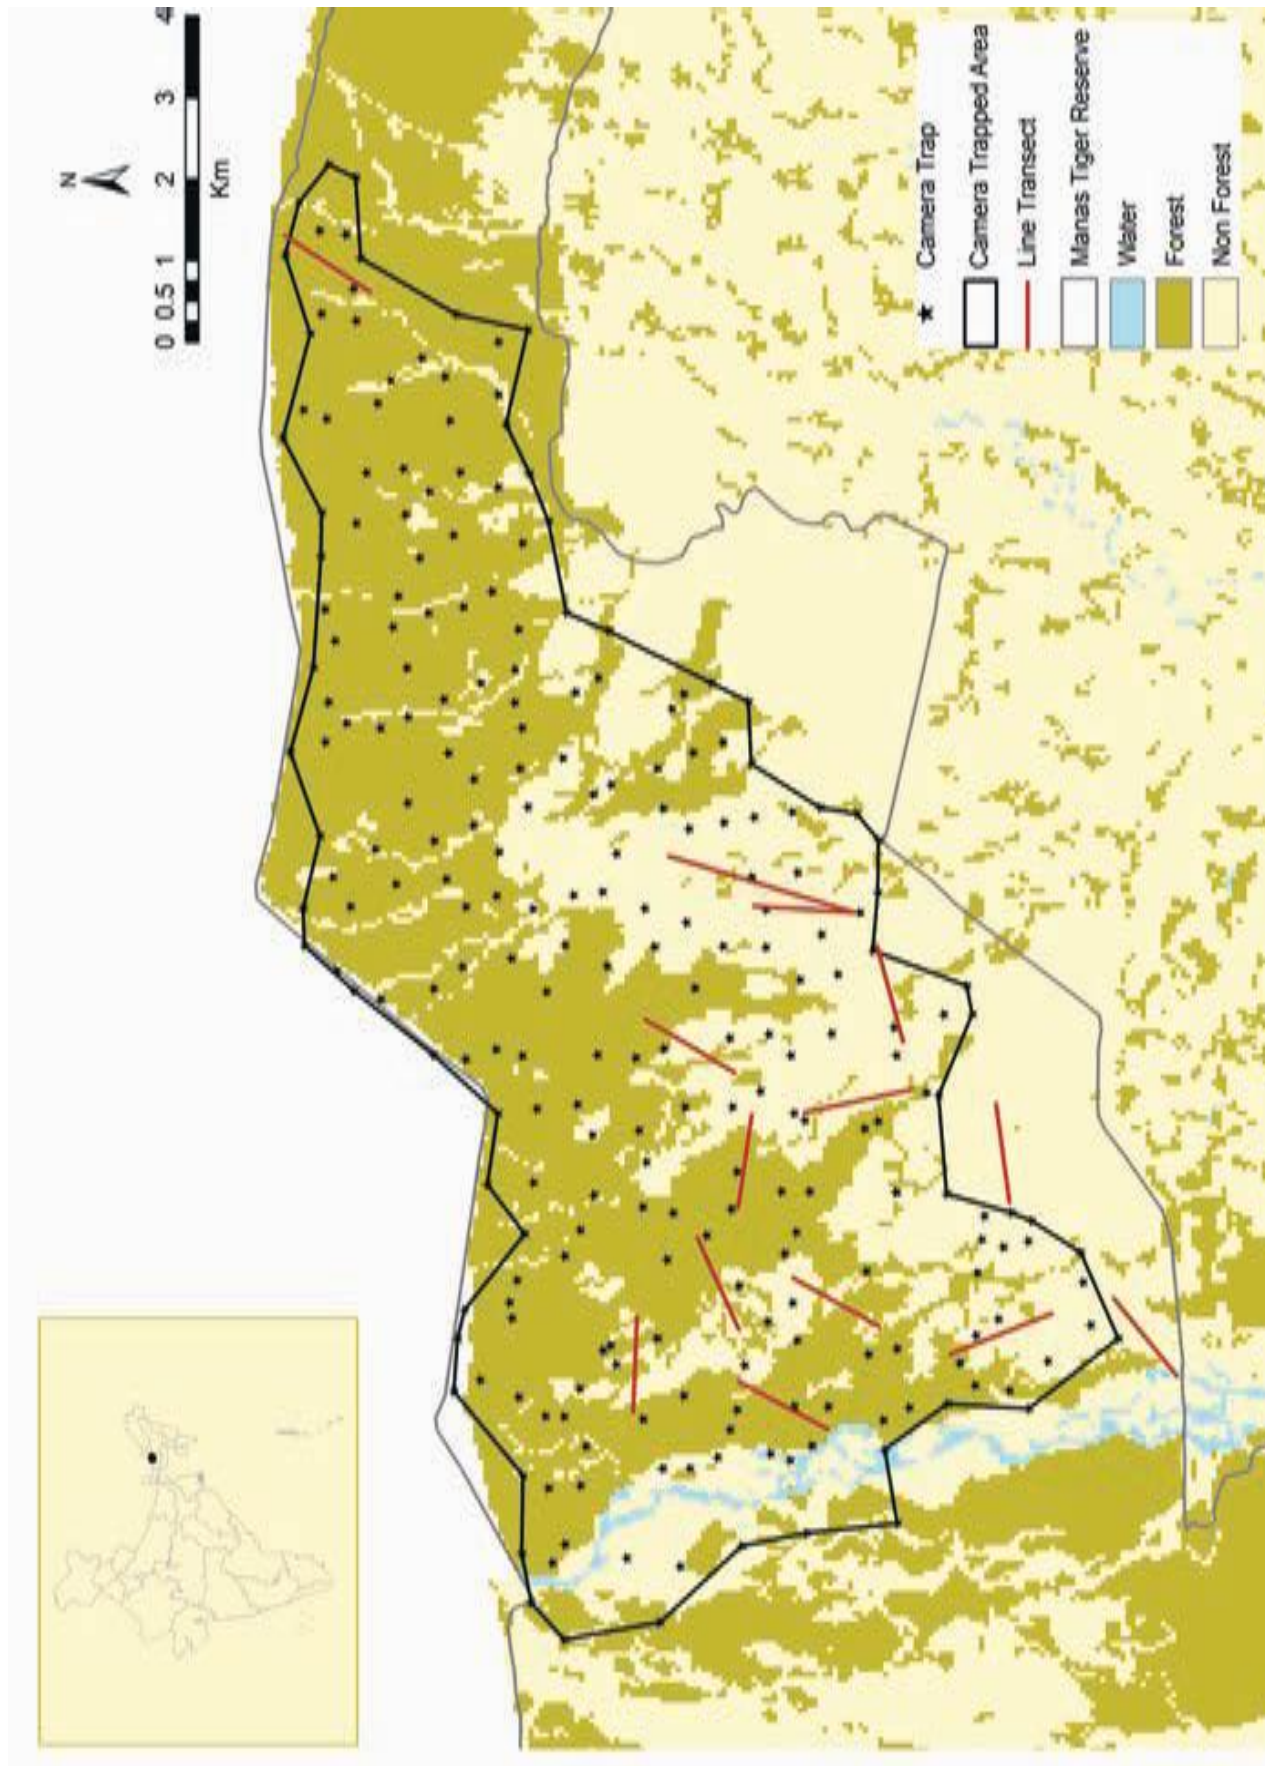 N
0 0.5 1 2 3 4
Km
Camera Trap
Camera Trapped Area
Line Transect
Manas Tiger Reserve
Water
Forest
Non Forest